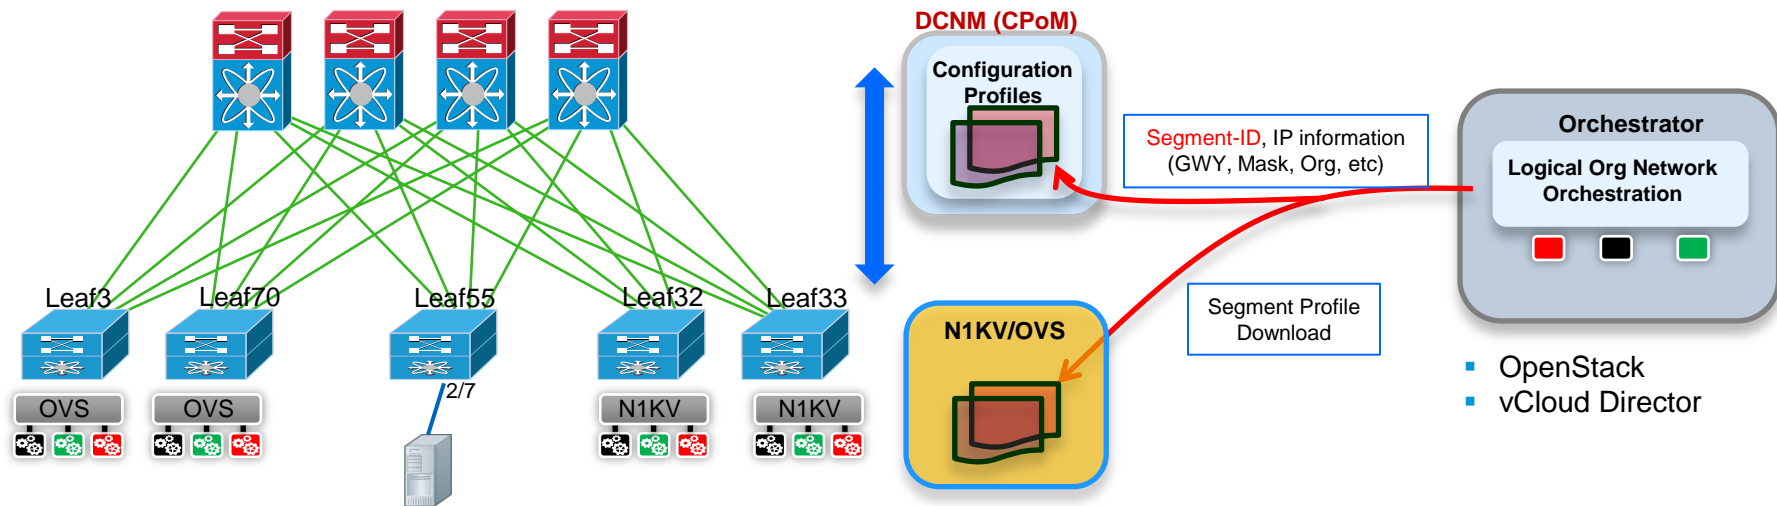 DCNM (CPoM)
Configuration
Profiles
Segment-ID, IP information
(GWY, Mask, Org, etc)
Orchestrator
Logical Org Network
Orchestration
Leaf3
Leaf70
Leaf55
Leaf32
Leaf33
Segment Profile
Download
N1KV/OVS
OpenStack
vCloud Director
2/7
OVS
OVS
N1KV
N1KV